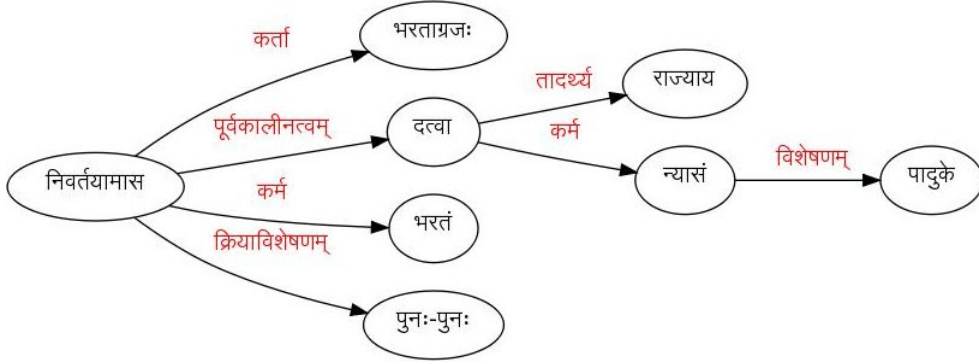 भरताग्रजः
कर्ता
तादर्थ्य
राज्याय
पूर्वकालीनत्वम्
दत्वा
कर्म
विशेषणम्
निवर्तयामास
न्यासं
पादुके
कर्म
भरतं
क्रियाविशेषणम्
पुनः-पुनः